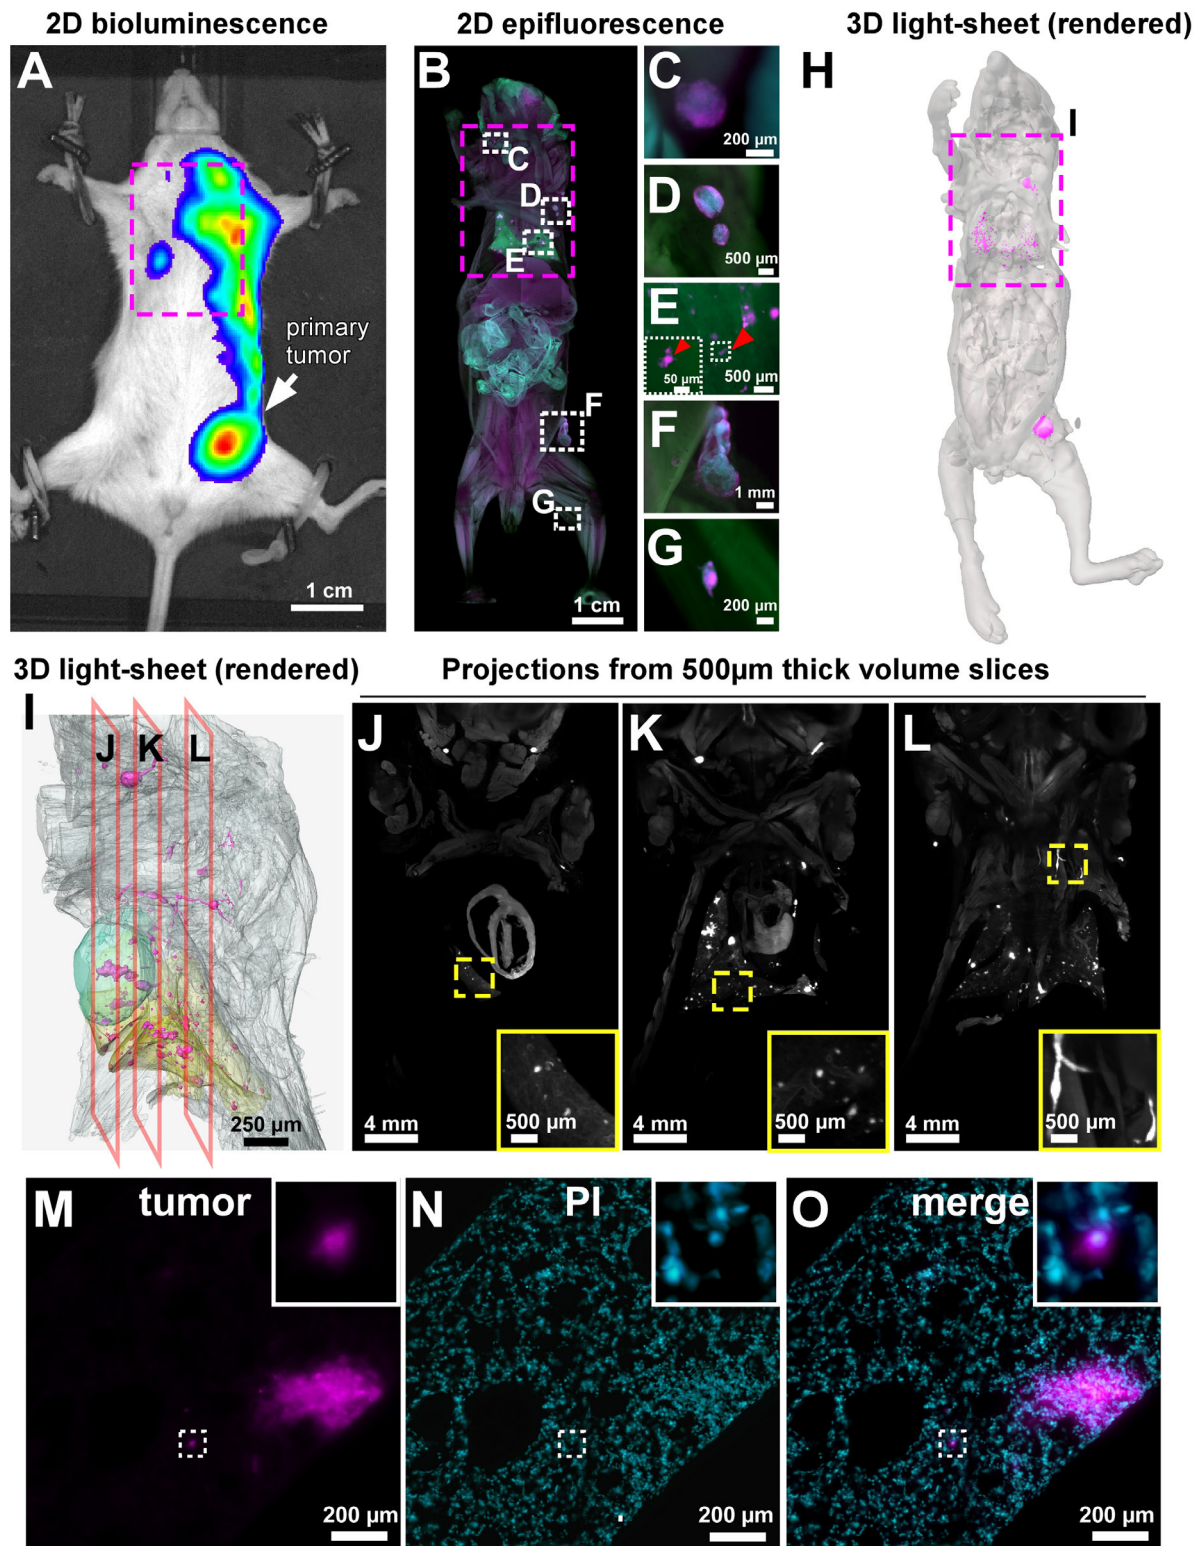 2D bioluminescence
2D epifluorescence
3D light-sheet (rendered)
A
B
C
H
I
200 µm
C
D
D
E
500 µm
primary
tumor
E
50 µm
500 µm
F
F
1 mm
G
G
1 cm
1 cm
200 µm
3D light-sheet (rendered)
Projections from 500µm thick volume slices
I
J
K
L
J
K
L
250 µm
4 mm
500 µm
4 mm
500 µm
4 mm
500 µm
M
tumor
N
PI
O
merge
200 µm
200 µm
200 µm